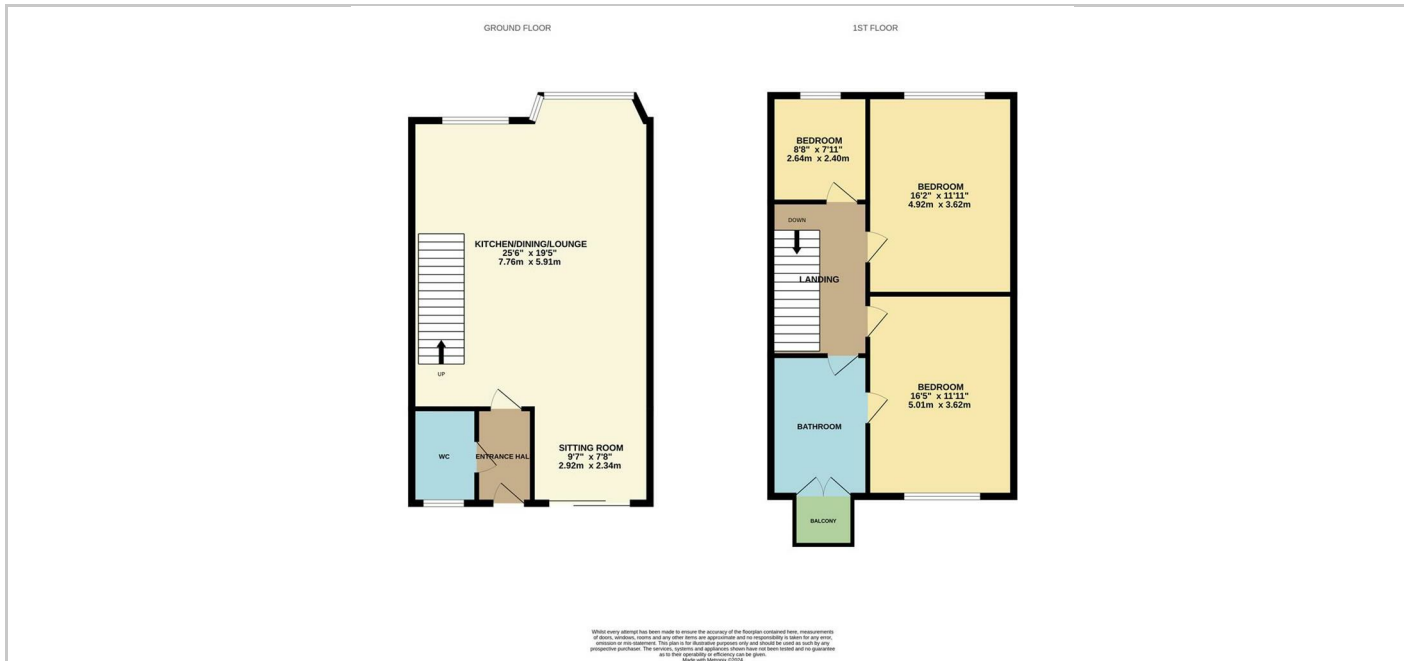 GROUND FLOOR
KITCHEN/DINING/LOUNGE
25'6" x 19'5"
7.76m x 5.91m
UP
WC
ENTRANCE HAL
SITTING ROOM
9'7" x 7'8"
2.92m x 2.34m
1ST FLOOR
BEDROOM
8'8" x 7'11"
2.64m x 2.40m
BEDROOM
16'2" x 11'11"
4.92m x 3.62m
DOWN
LANDING
BEDROOM
16'5" x 11'11"
5.01m x 3.62m
BATHROOM
BALCONY
Whilst every attempt has been made to ensure the accuracy of the floorplan contained here, measurements
of doors, windows, rooms and any other items are approximate and no responsibility is taken for any error,
omission or mis-statement. This plan is for illustrative purposes only and should be used as such by any
prospective purchaser. The services, systems and appliances shown have not been tested and no guarantee
as to their operability or efficiency can be given.
Made with Metropix ©2024